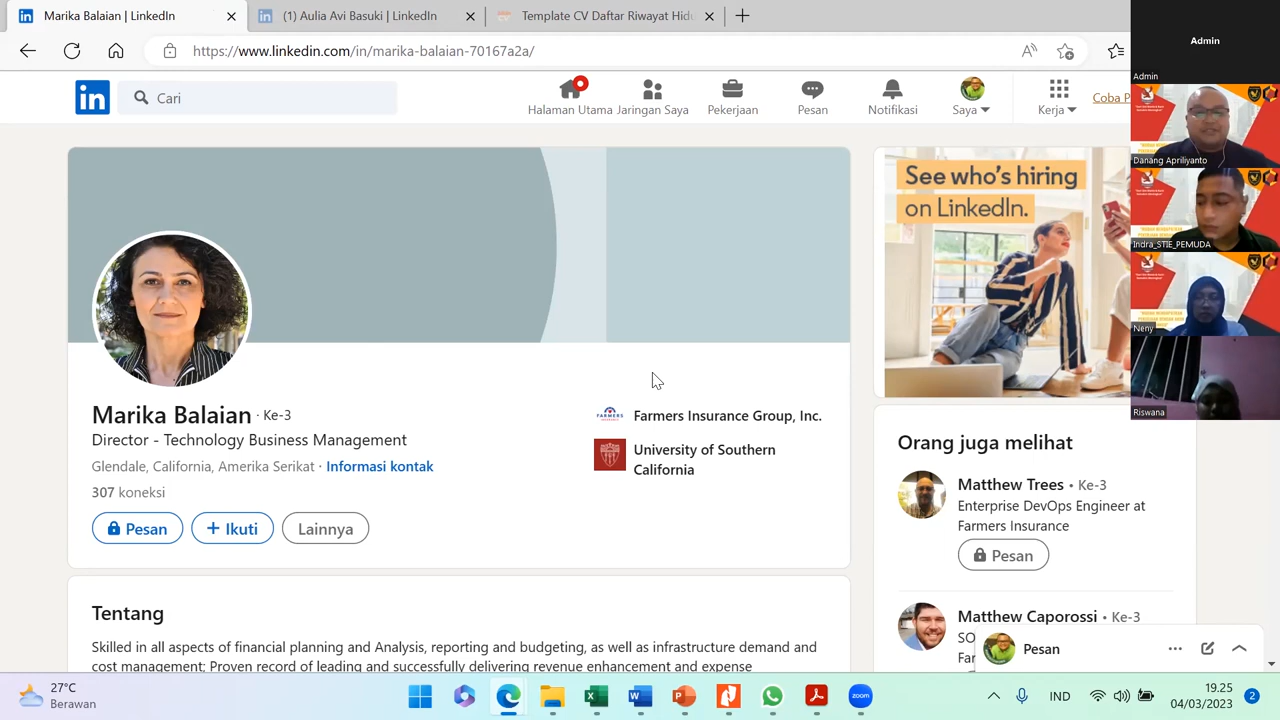 Marika Balaian | LinkedIn
(1) Aulia Avi Basuki | LinkedIn
Template CV Daftar Riwayat Hidu
https://www.linkedin.com/in/marika-balaian-70167a2a/
Cari
Halaman Utama
Jaringan Saya
Pekerjaan
Pesan
Notifikasi
Saya
Kerja
Coba P
Marika Balaian · Ke-3
Director - Technology Business Management
Glendale, California, Amerika Serikat · Informasi kontak
307 koneksi
Pesan
+ Ikuti
Lainnya
Farmers Insurance Group, Inc.
University of Southern
California
Tentang
Skilled in all aspects of financial planning and Analysis, reporting and budgeting, as well as infrastructure demand and
cost management; Proven record of leading and successfully delivering revenue enhancement and expense
See who's hiring
on LinkedIn.
Orang juga melihat
Matthew Trees • Ke-3
Enterprise DevOps Engineer at
Farmers Insurance
Pesan
Matthew Caporossi • Ke-3
SO
Far
Pesan
Admin
Admin
Danang Apriliyanto
Indra_STIE_PEMUDA
Neny
Riswana
27°C
Berawan
zoom
IND
19.25
04/03/2023
2